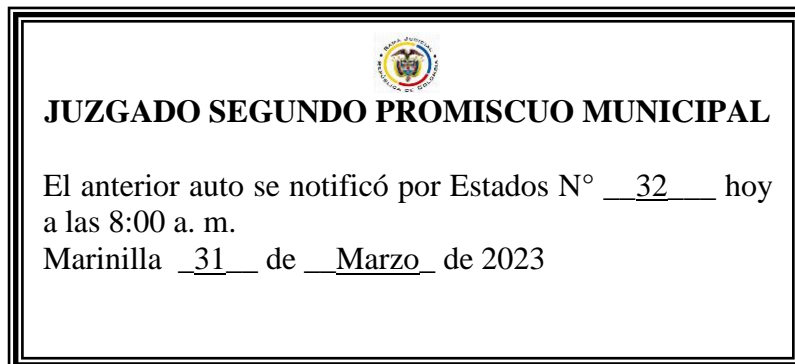 JUZGADO SEGUNDO PROMISCUO MUNICIPAL
El anterior auto se notificó por Estados N° __32___ hoy
a las 8:00 a. m.
Marinilla _31__ de __Marzo_ de 2023